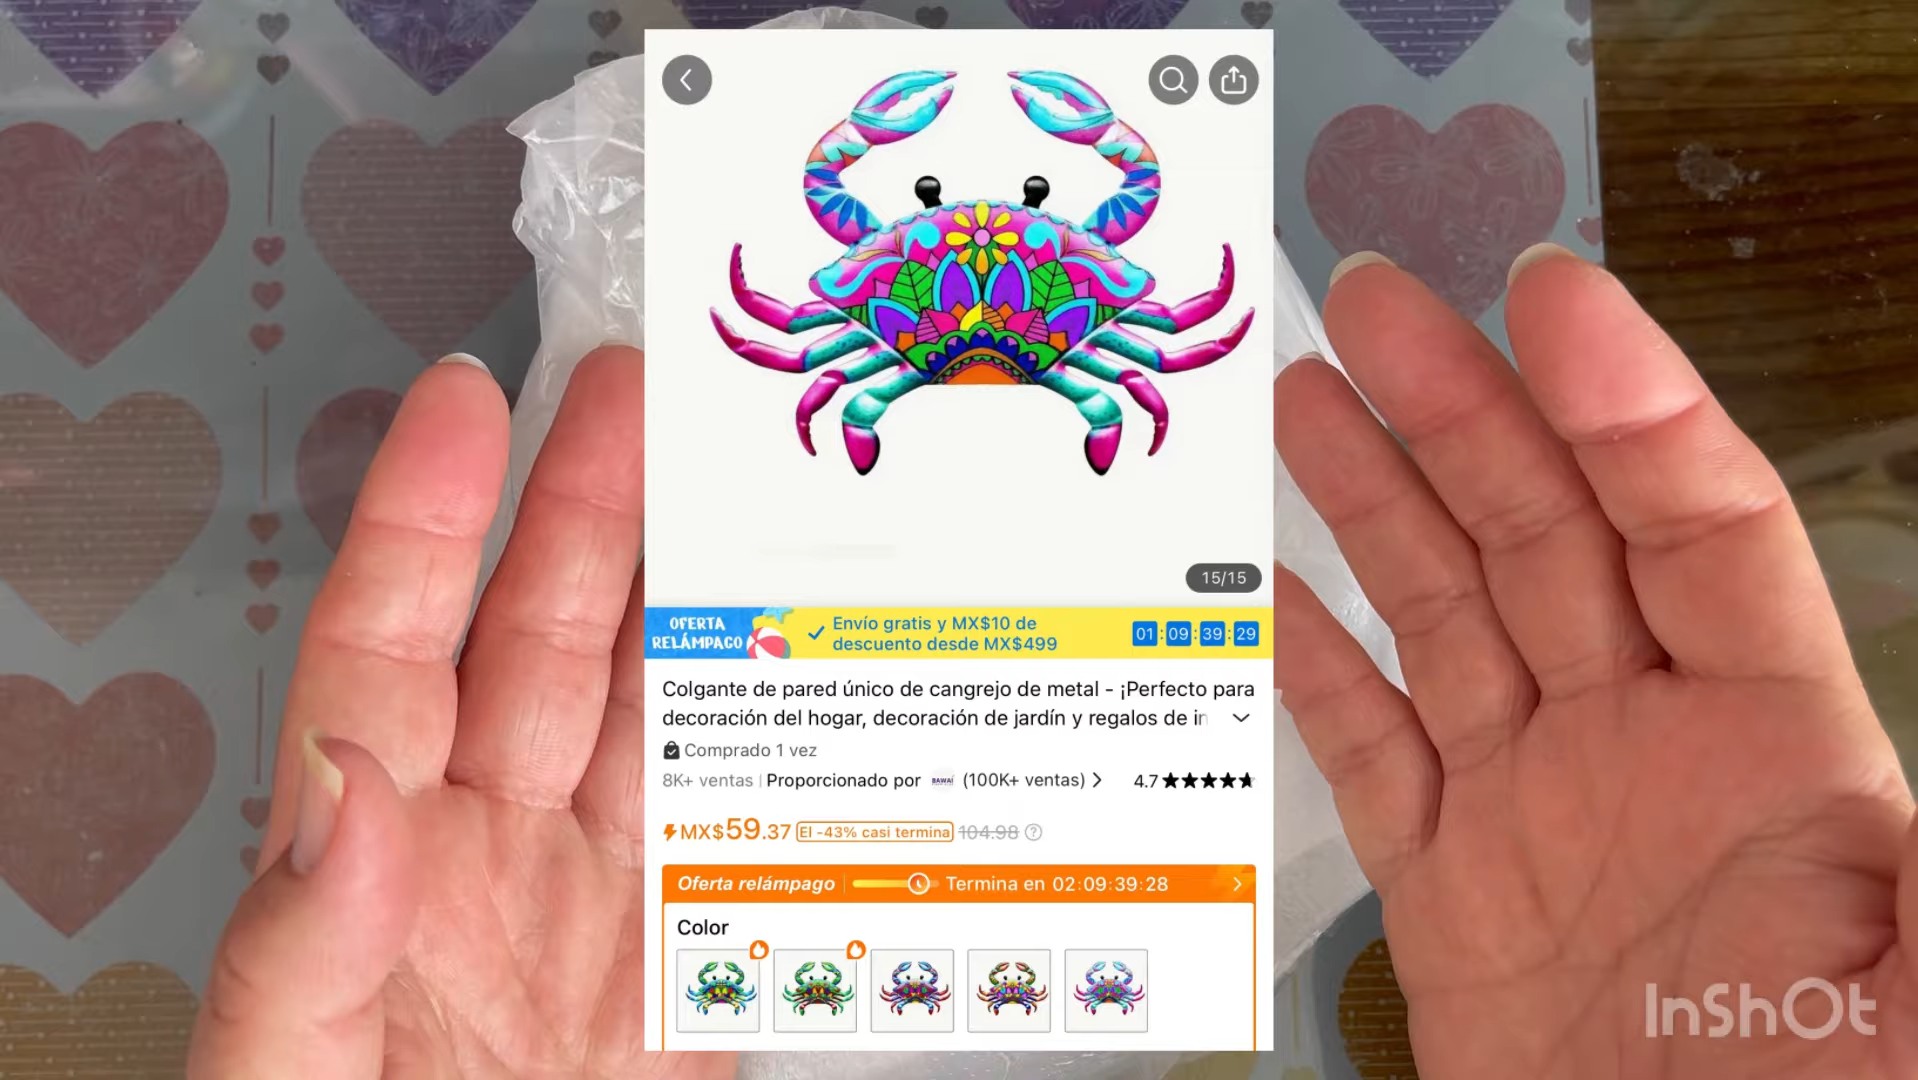 15/15
OFERTA
RELÁMPAGO
Envío gratis y MX$10 de
descuento desde MX$499
01:09:39:29
Colgante de pared único de cangrejo de metal - ¡Perfecto para
decoración del hogar, decoración de jardín y regalos de in
Comprado 1 vez
8K+ ventas | Proporcionado por BAWAI (100K+ ventas) 4.7
MX$59.37 El -43% casi termina 104.98
Oferta relámpago | Termina en 02:09:39:28
Color
InShOt